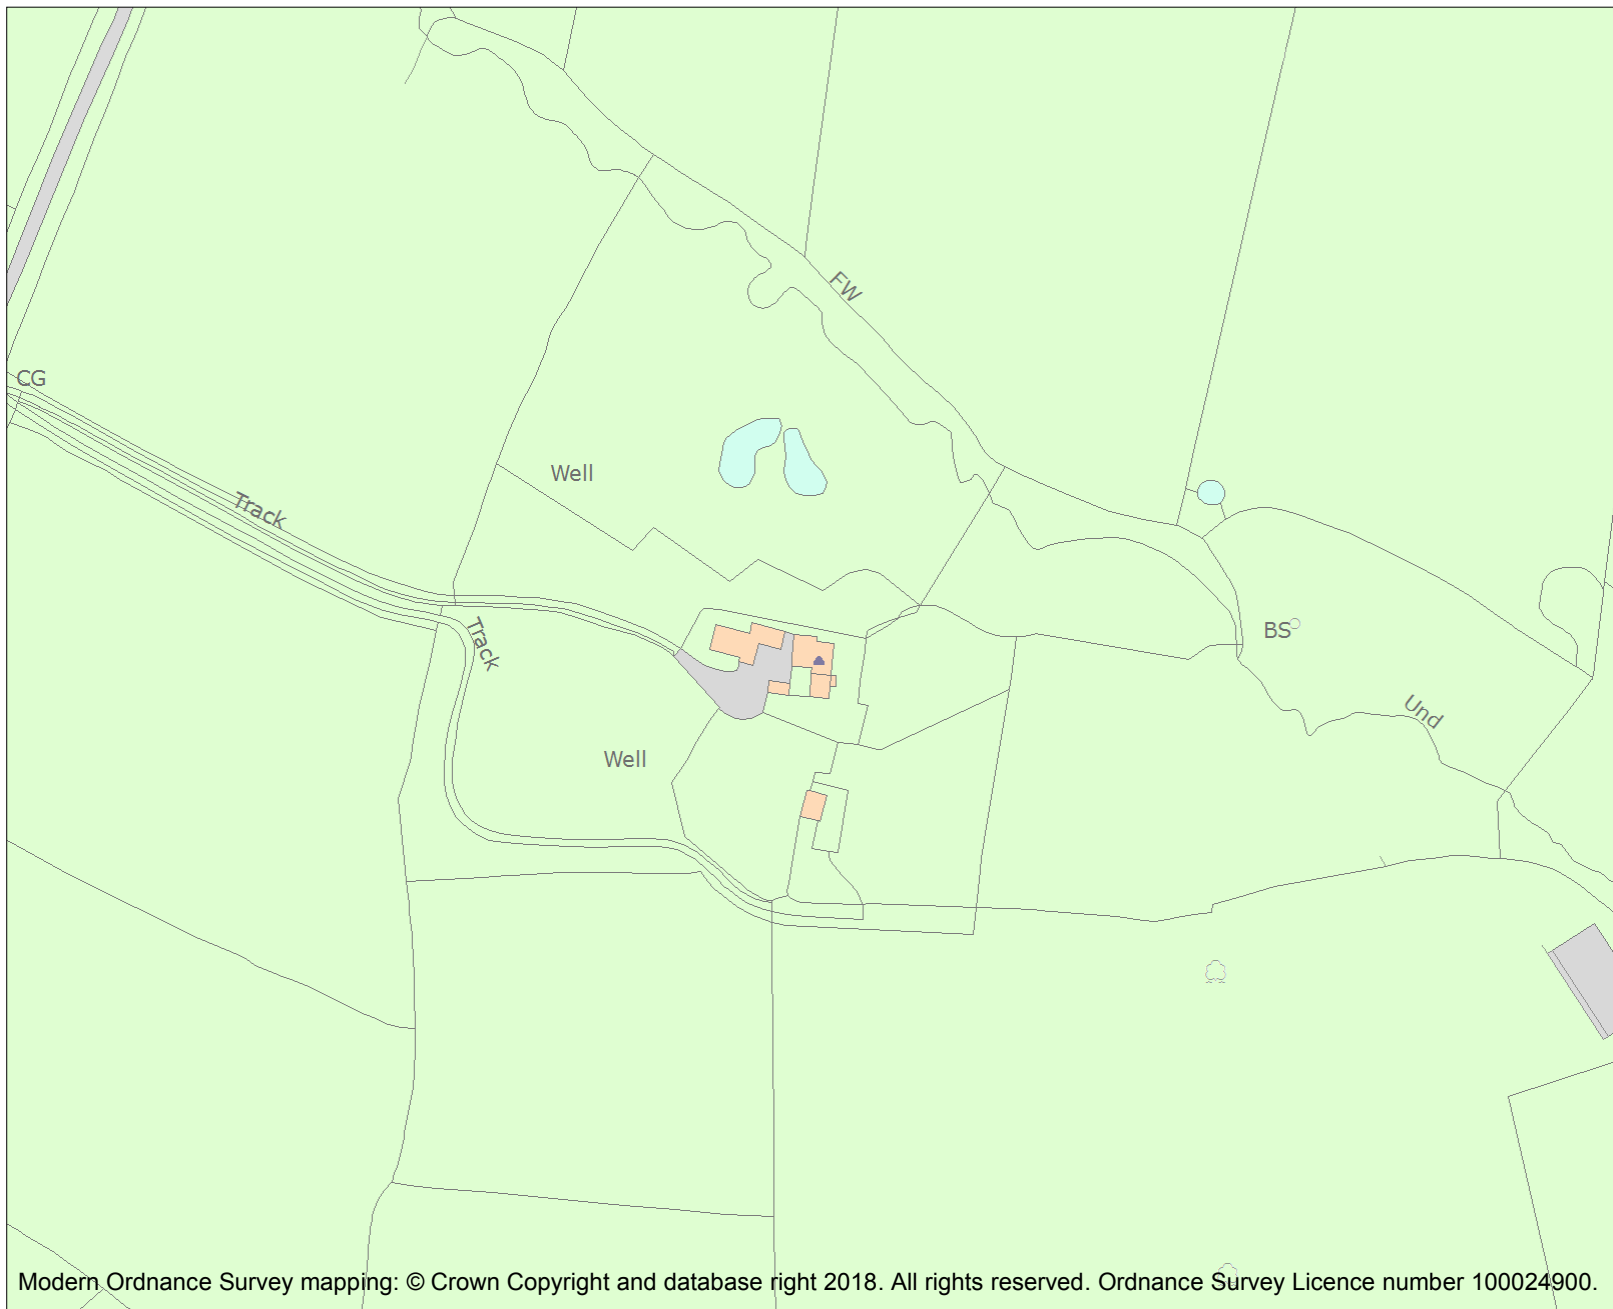 FW
CG
Well
Track
Track
BS
Und
Well
Modern Ordnance Survey mapping: © Crown Copyright and database right 2018. All rights reserved. Ordnance Survey Licence number 100024900.